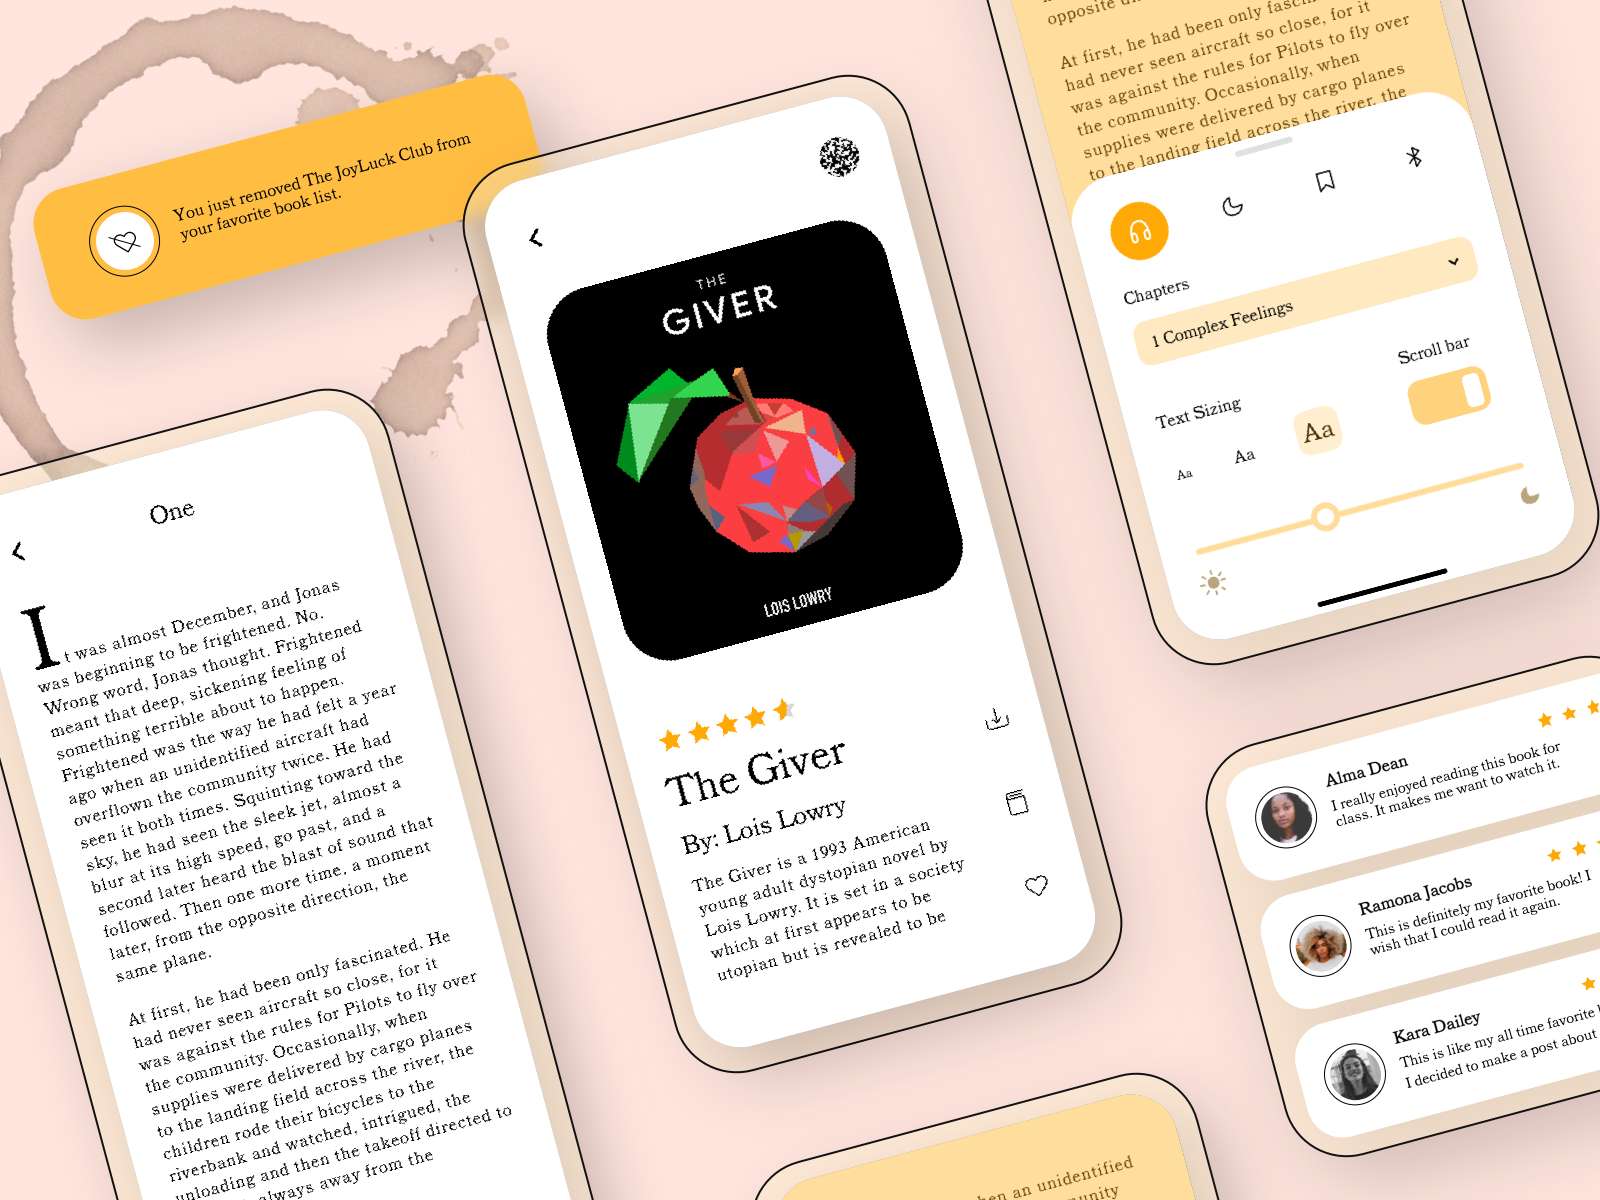 You just removed The JoyLuck Club from
your favorite book list.
One
It was almost December, and Jonas
was beginning to be frightened. No.
Wrong word, Jonas thought. Frightened
meant that deep, sickening feeling of
something terrible about to happen.
Frightened was the way he had felt a year
ago when an unidentified aircraft had
overflown the community twice. He had
seen it both times. Squinting toward the
sky, he had seen the sleek jet, almost a
blur at its high speed, go past, and a
second later heard the blast of sound that
followed. Then one more time, a moment
later, from the opposite direction, the
same plane.
At first, he had been only fascinated. He
had never seen aircraft so close, for it
was against the rules for Pilots to fly over
the community. Occasionally, when
supplies were delivered by cargo planes
to the landing field across the river, the
children rode their bicycles to the
riverbank and watched, intrigued, the
unloading and then the takeoff directed to
always away from the
THE
GIVER
LOIS LOWRY
The Giver
By: Lois Lowry
The Giver is a 1993 American
young adult dystopian novel by
Lois Lowry. It is set in a society
which at first appears to be
utopian but is revealed to be
opposite
At first, he had been only
had never seen aircraft so close, for it
was against the rules for Pilots to fly over
the community. Occasionally, when
supplies were delivered by cargo planes
to the landing field across the river, the
Chapters
1 Complex Feelings
Scroll bar
Text Sizing
Aa
Aa
Aa
Alma Dean
I really enjoyed reading this book for
class. It makes me want to watch it.
Ramona Jacobs
This is definitely my favorite book! I
wish that I could read it again.
Kara Dailey
This is like my all time favorite
I decided to make a post about
an unidentified